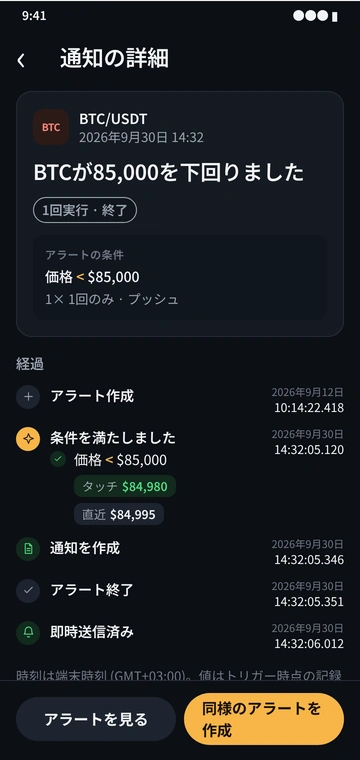 9:41
通知の詳細
BTC
BTC/USDT
2026年9月30日 14:32
BTCが85,000を下回りました
1回実行・終了
アラートの条件
価格 < $85,000
1× 1回のみ · プッシュ
経過
アラート作成
2026年9月12日
10:14:22.418
条件を満たしました
2026年9月30日
14:32:05.120
価格 < $85,000
タッチ $84,980
直近 $84,995
通知を作成
2026年9月30日
14:32:05.346
アラート終了
2026年9月30日
14:32:05.351
即時送信済み
2026年9月30日
14:32:06.012
時刻は端末時刻 (GMT+03:00)。値はトリガー時点の記録
アラートを見る
同様のアラートを
作成